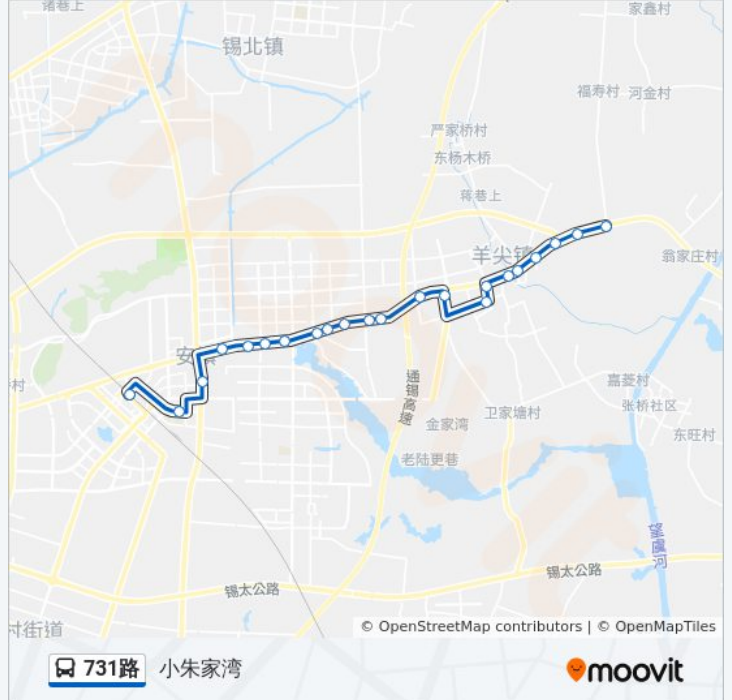 诸巷上
家鑫村
锡北镇
福寿村
河金村
严家桥村
东杨木桥
蒋巷上
羊尖镇
翁家庄村
安镇
村
通锡高速
嘉菱村
张桥社区
金家湾
卫家塘村
东旺村
老陆更巷
望虞河
锡太公路
锡太公路
村街道
© OpenStreetMap contributors | © OpenMapTiles
731路
小朱家湾
moovit